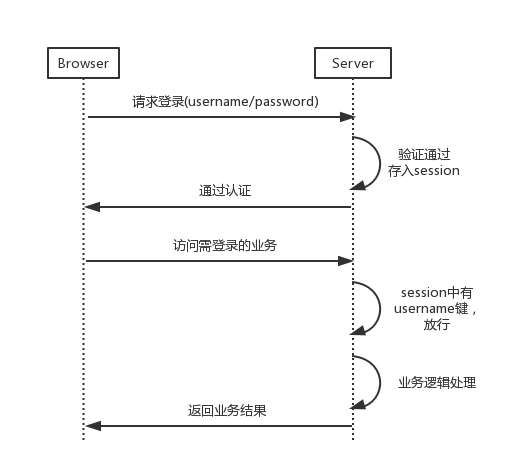 Browser
Server
请求登录(username/password)
验证通过
存入session
通过认证
访问需登录的业务
session中有
username键，
放行
业务逻辑处理
返回业务结果